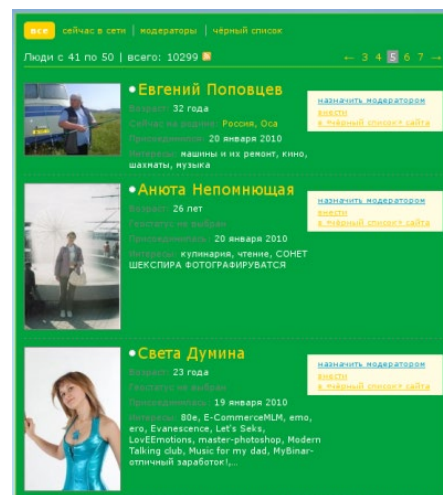 все сейчас в сети | модераторы | чёрный список
Люди с 41 по 50 | всего: 10299
← 3 4 5 6 7 →
Евгений Поповцев
Возраст: 32 года
Сейчас на родине: Россия, Оса
Присоединился: 20 января 2010
Интересы: машины и их ремонт, кино,
шахматы, музыка
назначить модератором
внести
в «чёрный список» сайта
Анюта Непомнющая
Возраст: 26 лет
Геостатус не выбран
Присоединилась: 20 января 2010
Интересы: кулинария, чтение, СОНЕТ
ШЕКСПИРА ФОТОГРАФИРУВАТСЯ
назначить модератором
внести
в «чёрный список» сайта
Света Думина
Возраст: 23 года
Геостатус не выбран
Присоединилась: 19 января 2010
Интересы: 80е, E-CommerceMLM, emo,
ero, Evanescence, Let's Seks,
LovEEmotions, master-photoshop, Modern
Talking club, Music for my dad, MyBinar-
отличный заработок!,...
назначить модератором
внести
в «чёрный список» сайта